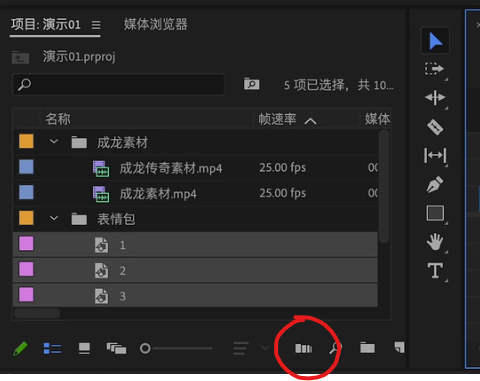 项目: 演示01
媒体浏览器
演示01.prproj
5 项已选择，共 10...
名称
帧速率
媒体
成龙素材
成龙传奇素材.mp4
25.00 fps
00
成龙素材.mp4
25.00 fps
00
表情包
1
2
3